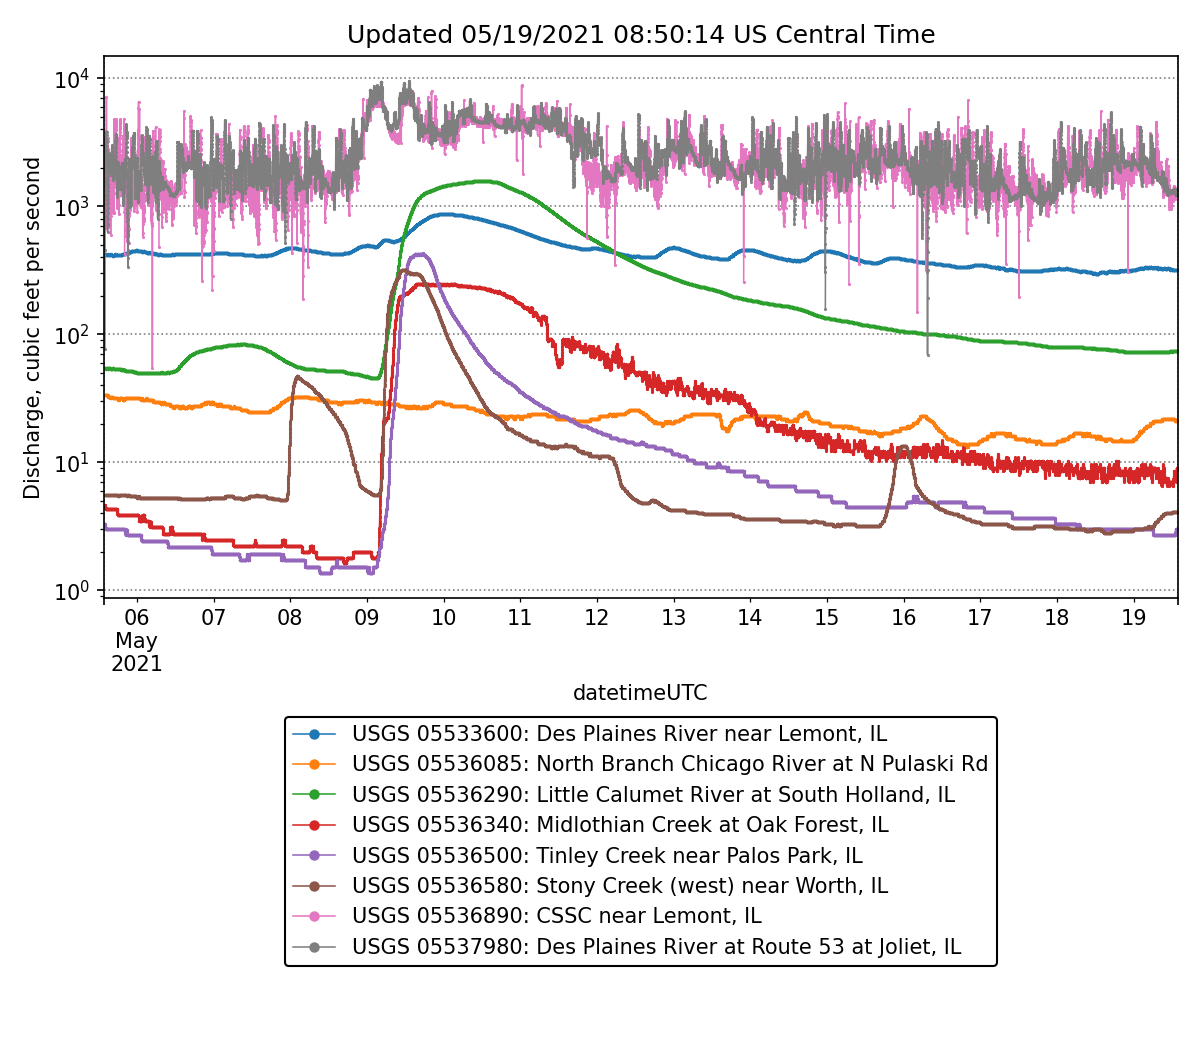 Updated 05/19/2021 08:50:14 US Central Time
Discharge, cubic feet per second
10⁴
10³
10²
10¹
10⁰
06 07 08 09 10 11 12 13 14 15 16 17 18 19
May
2021
datetimeUTC
USGS 05533600: Des Plaines River near Lemont, IL
USGS 05536085: North Branch Chicago River at N Pulaski Rd
USGS 05536290: Little Calumet River at South Holland, IL
USGS 05536340: Midlothian Creek at Oak Forest, IL
USGS 05536500: Tinley Creek near Palos Park, IL
USGS 05536580: Stony Creek (west) near Worth, IL
USGS 05536890: CSSC near Lemont, IL
USGS 05537980: Des Plaines River at Route 53 at Joliet, IL